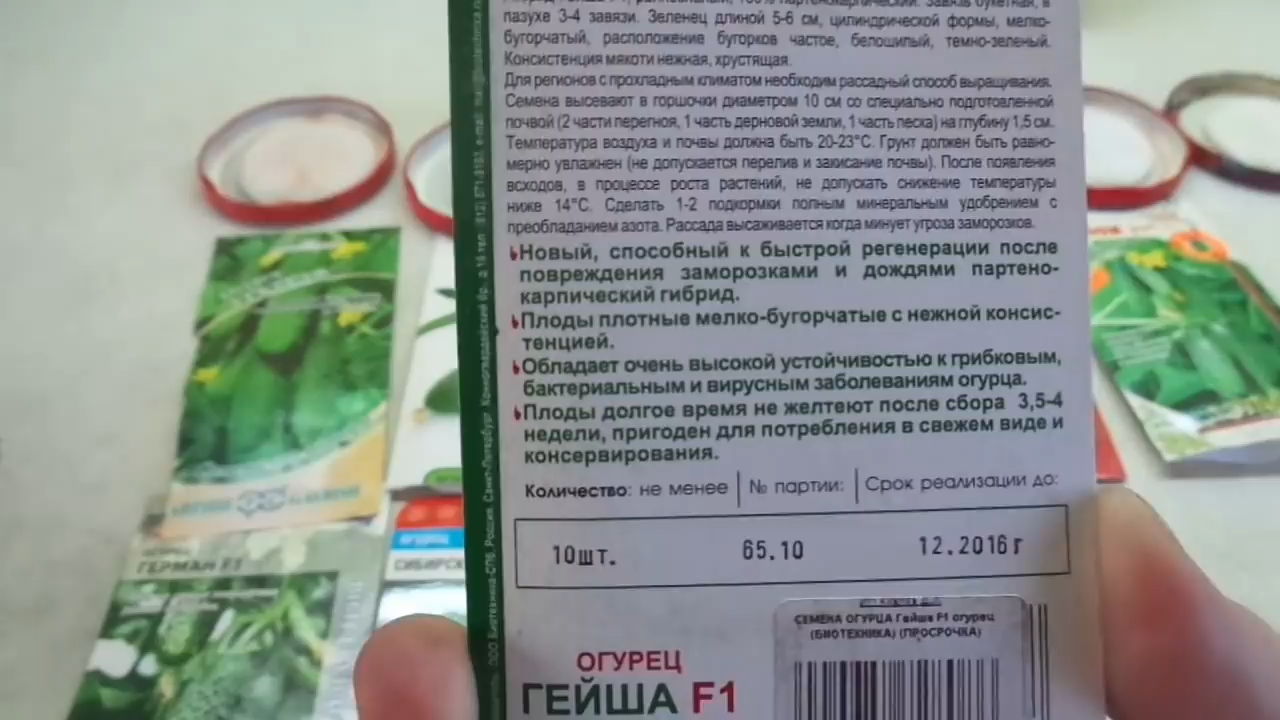 пазухе 3-4 завязи. Зеленец длиной 5-6 см, цилиндрической формы, мелко-
бугорчатый, расположение бугорков частое, белошипый, темно-зеленый.
Консистенция мякоти нежная, хрустящая.
Для регионов с прохладным климатом необходим рассадный способ выращивания.
Семена высевают в горшочки диаметром 10 см со специально подготовленной
почвой (2 части перегноя, 1 часть дерновой земли, 1 часть песка) на глубину 1,5 см.
Температура воздуха и почвы должна быть 20-23°С. Грунт должен быть равно-
мерно увлажнен (не допускается перелив и закисание почвы). После появления
всходов, в процессе роста растений, не допускать снижение температуры
ниже 14°С. Сделать 1-2 подкормки полным минеральным удобрением с
преобладанием азота. Рассада высаживается когда минует угроза заморозков.
Новый, способный к быстрой регенерации после
повреждения заморозками и дождями партено-
карпический гибрид.
Плоды плотные мелко-бугорчатые с нежной консис-
тенцией.
Обладает очень высокой устойчивостью к грибковым,
бактериальным и вирусным заболеваниям огурца.
Плоды долгое время не желтеют после сбора 3,5-4
недели, пригоден для потребления в свежем виде и
консервирования.
Количество: не менее № партии: Срок реализации до:
10шт. 65.10 12.2016г
СЕМЕНА ОГУРЦА Гейша F1 огурец
(БИОТЕХНИКА) (ПРОСРОЧКА)
ОГУРЕЦ
ГЕЙША F1
ГЕРМАН F1
СИБИРСК